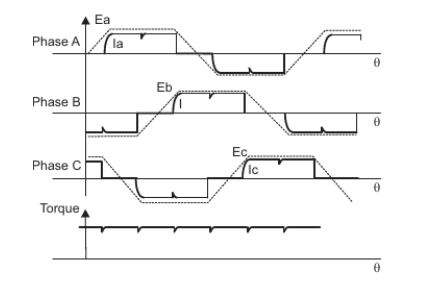 Ea
Phase A
Ia
θ
Eb
Phase B
I
θ
Ec
Phase C
Ic
θ
Torque
θ